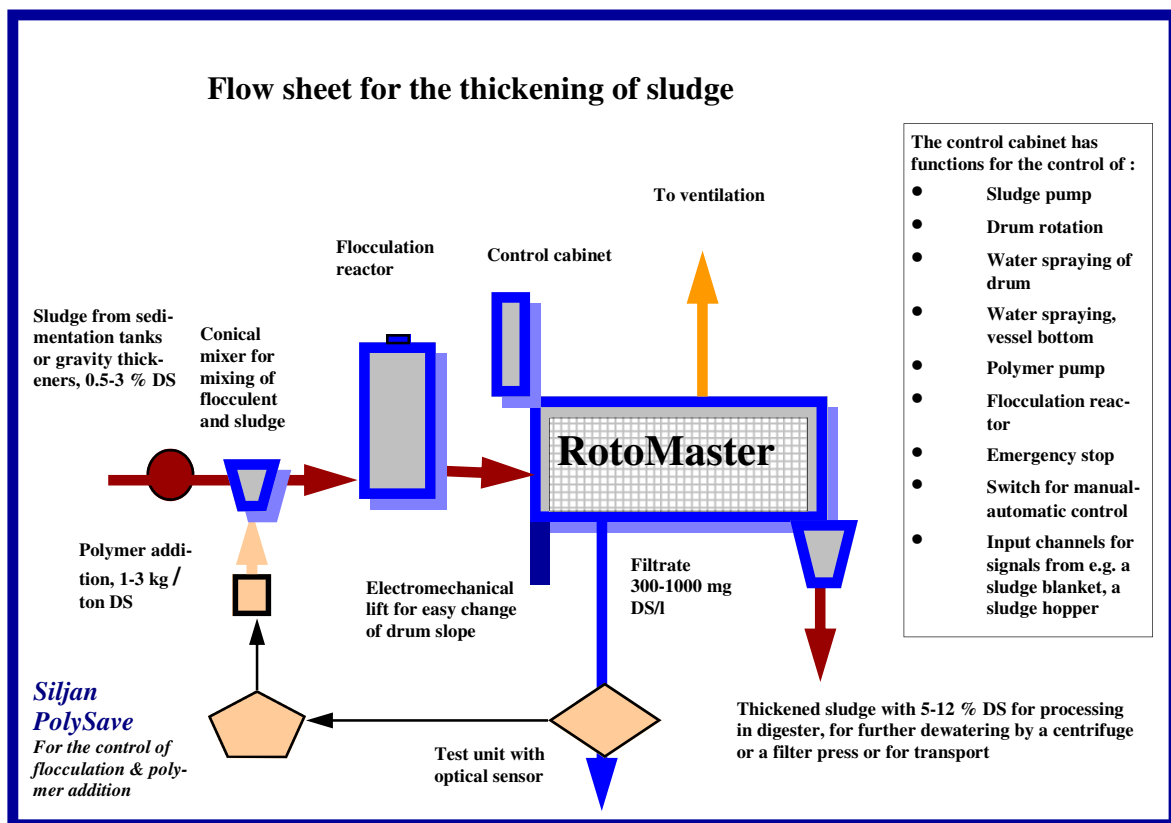 Flow sheet for the thickening of sludge
The control cabinet has
functions for the control of :
• Sludge pump
• Drum rotation
• Water spraying of
drum
• Water spraying,
vessel bottom
• Polymer pump
• Flocculation reac-
tor
• Emergency stop
• Switch for manual-
automatic control
• Input channels for
signals from e.g. a
sludge blanket, a
sludge hopper
To ventilation
Flocculation
reactor
Control cabinet
Sludge from sedi-
mentation tanks
or gravity thick-
eners, 0.5-3 % DS
Conical
mixer for
mixing of
flocculent
and sludge
RotoMaster
Polymer addi-
tion, 1-3 kg /
ton DS
Electromechanical
lift for easy change
of drum slope
Filtrate
300-1000 mg
DS/l
Siljan
PolySave
For the control of
flocculation & poly-
mer addition
Test unit with
optical sensor
Thickened sludge with 5-12 % DS for processing
in digester, for further dewatering by a centrifuge
or a filter press or for transport